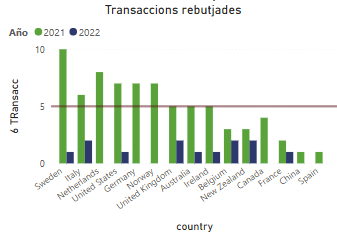 Transaccions rebutjades
Año 2021 2022
10
5
0
6 TRansacc
Sweden
Italy
Netherlands
United States
Germany
Norway
United Kingdom
Australia
Ireland
Belgium
New Zealand
Canada
France
China
Spain
country